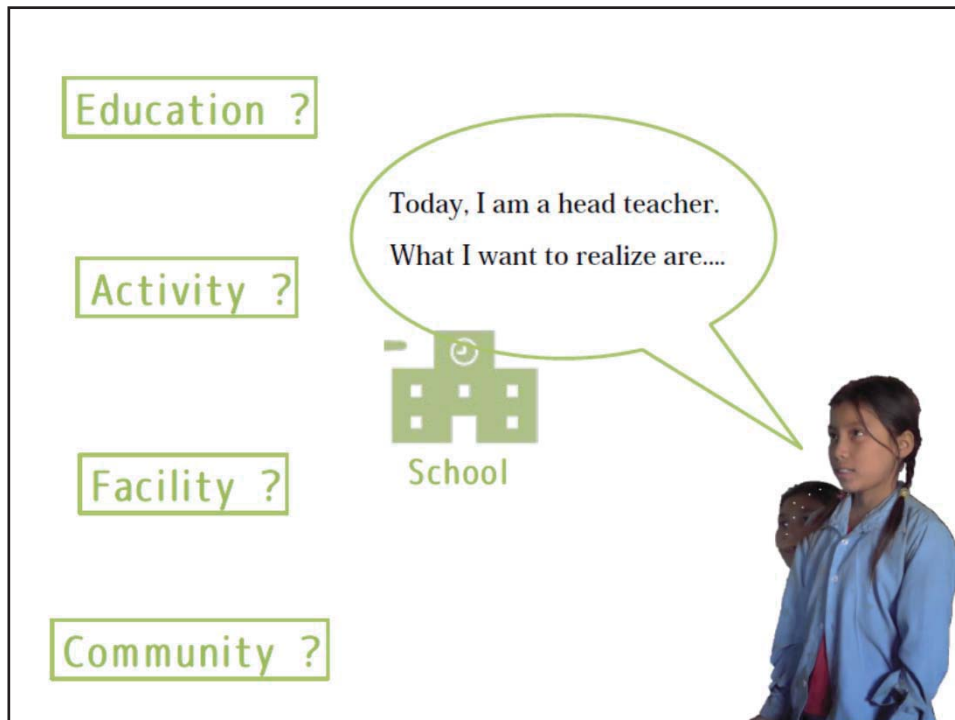 Education ?
Today, I am a head teacher.
What I want to realize are....
Activity ?
School
Facility ?
Community ?